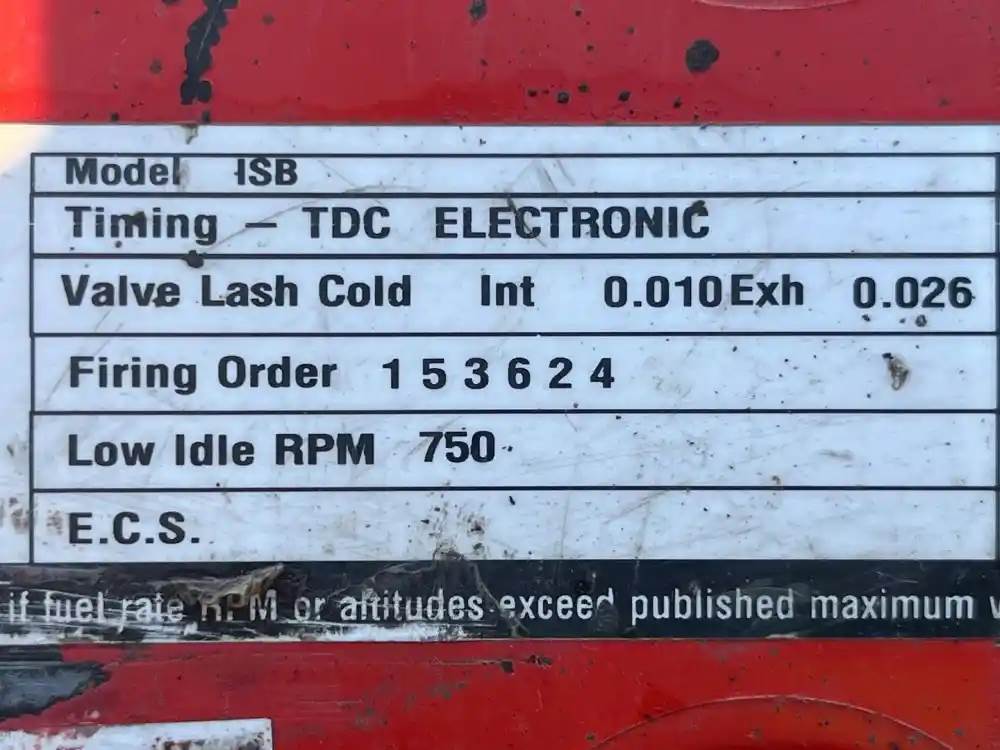 Model ISB
Timing – TDC ELECTRONIC
Valve Lash Cold Int 0.010 Exh 0.026
Firing Order 1 5 3 6 2 4
Low Idle RPM 750
E.C.S.
if fuel rate RPM or altitudes exceed published maximum